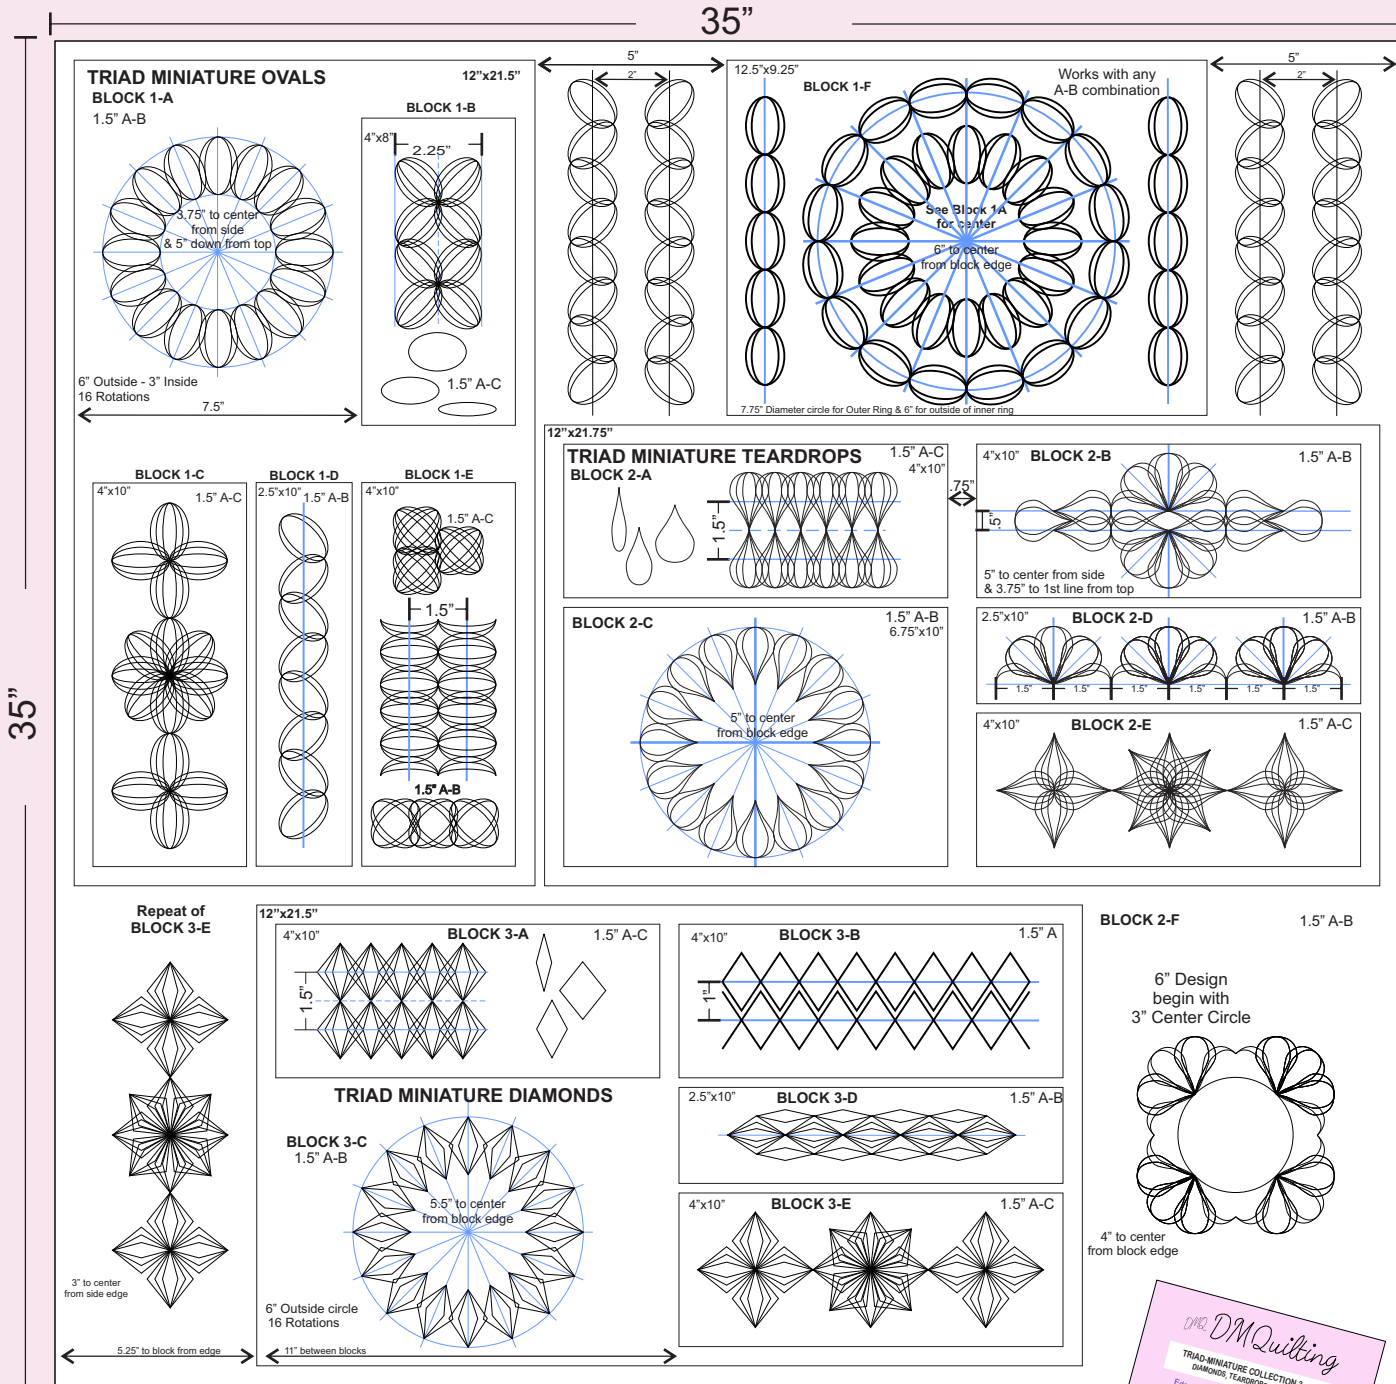 35”
35”
TRIAD MINIATURE OVALS
12”x21.5”
BLOCK 1-A
1.5” A-B
3.75” to center
from side
& 5” down from top
6” Outside - 3” Inside
16 Rotations
7.5”
BLOCK 1-B
4”x8”
2.25”
1.5” A-C
BLOCK 1-C
4”x10”
1.5” A-C
BLOCK 1-D
2.5”x10”
1.5” A-B
BLOCK 1-E
4”x10”
1.5” A-C
1.5”
1.5” A-B
5”
2”
12.5”x9.25”
BLOCK 1-F
Works with any
A-B combination
See Block 1A
for center
6” to center
from block edge
7.75” Diameter circle for Outer Ring & 6” for outside of inner ring
5”
2”
12”x21.75”
TRIAD MINIATURE TEARDROPS
BLOCK 2-A
1.5” A-C
4”x10”
1.5”
.75”
4”x10”
BLOCK 2-B
1.5” A-B
.5”
5” to center from side
& 3.75” to 1st line from top
BLOCK 2-C
1.5” A-B
6.75”x10”
5” to center
from block edge
2.5”x10”
BLOCK 2-D
1.5” A-B
1.5” 1.5” 1.5” 1.5” 1.5” 1.5”
4”x10”
BLOCK 2-E
1.5” A-C
Repeat of
BLOCK 3-E
3” to center
from side edge
5.25” to block from edge
12”x21.5”
4”x10”
BLOCK 3-A
1.5” A-C
1.5”
4”x10”
BLOCK 3-B
1.5” A
1”
TRIAD MINIATURE DIAMONDS
BLOCK 3-C
1.5” A-B
5.5” to center
from block edge
6” Outside circle
16 Rotations
11” between blocks
2.5”x10”
BLOCK 3-D
1.5” A-B
4”x10”
BLOCK 3-E
1.5” A-C
BLOCK 2-F
1.5” A-B
6” Design
begin with
3” Center Circle
4” to center
from block edge
DMQ
DMQuilting
TRIAD-MINIATURE COLLECTION
DIAMONDS,